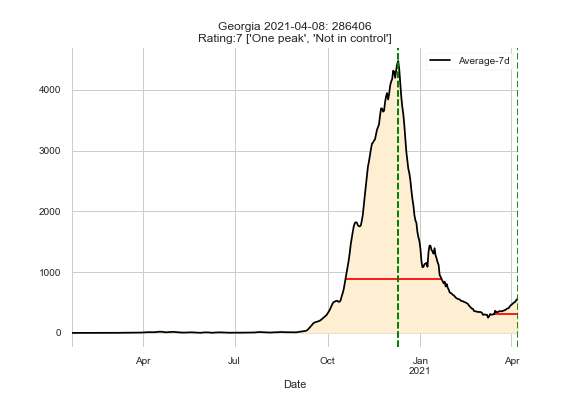 Georgia 2021-04-08: 286406
Rating:7 ['One peak', 'Not in control']
Average-7d
4000
3000
2000
1000
0
Apr
Jul
Oct
Jan
2021
Apr
Date